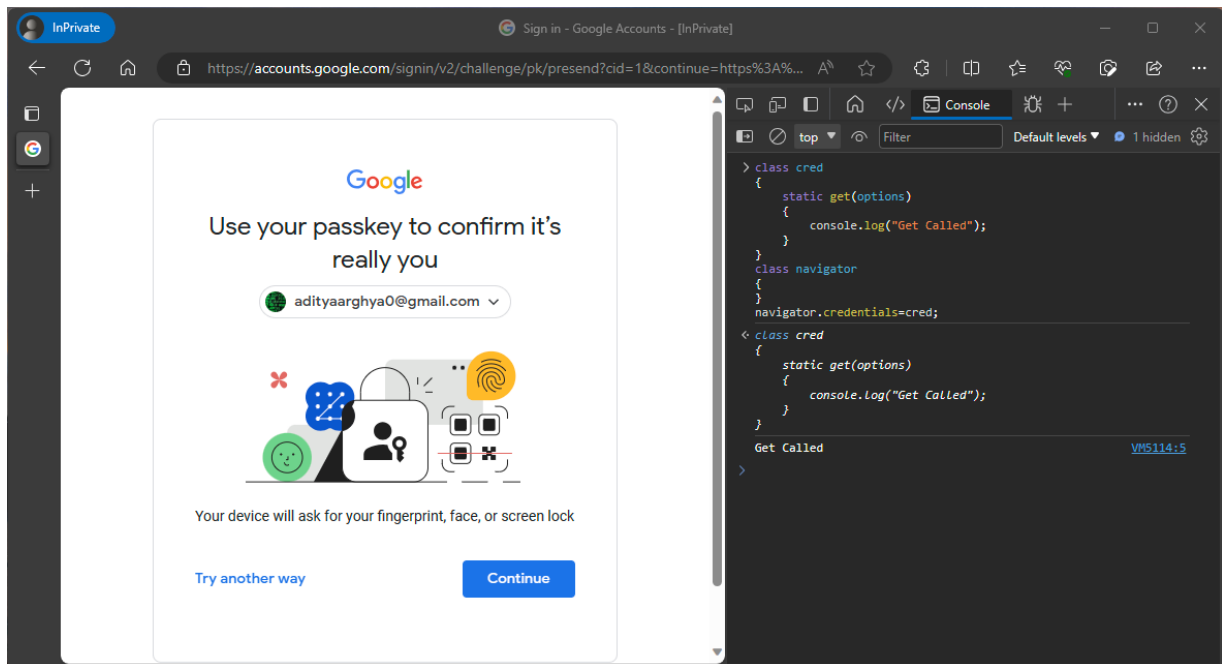 InPrivate
Sign in - Google Accounts - [InPrivate]
https://accounts.google.com/signin/v2/challenge/pk/presend?cid=1&continue=https%3A%...
Console
top
Filter
Default levels
1 hidden
Google
Use your passkey to confirm it's
really you
adityaarghya0@gmail.com
Your device will ask for your fingerprint, face, or screen lock
Try another way
Continue
class cred
{
static get(options)
{
console.log("Get Called");
}
}
class navigator
{
}
navigator.credentials=cred;
class cred
{
static get(options)
{
console.log("Get Called");
}
}
Get Called
VM5114:5